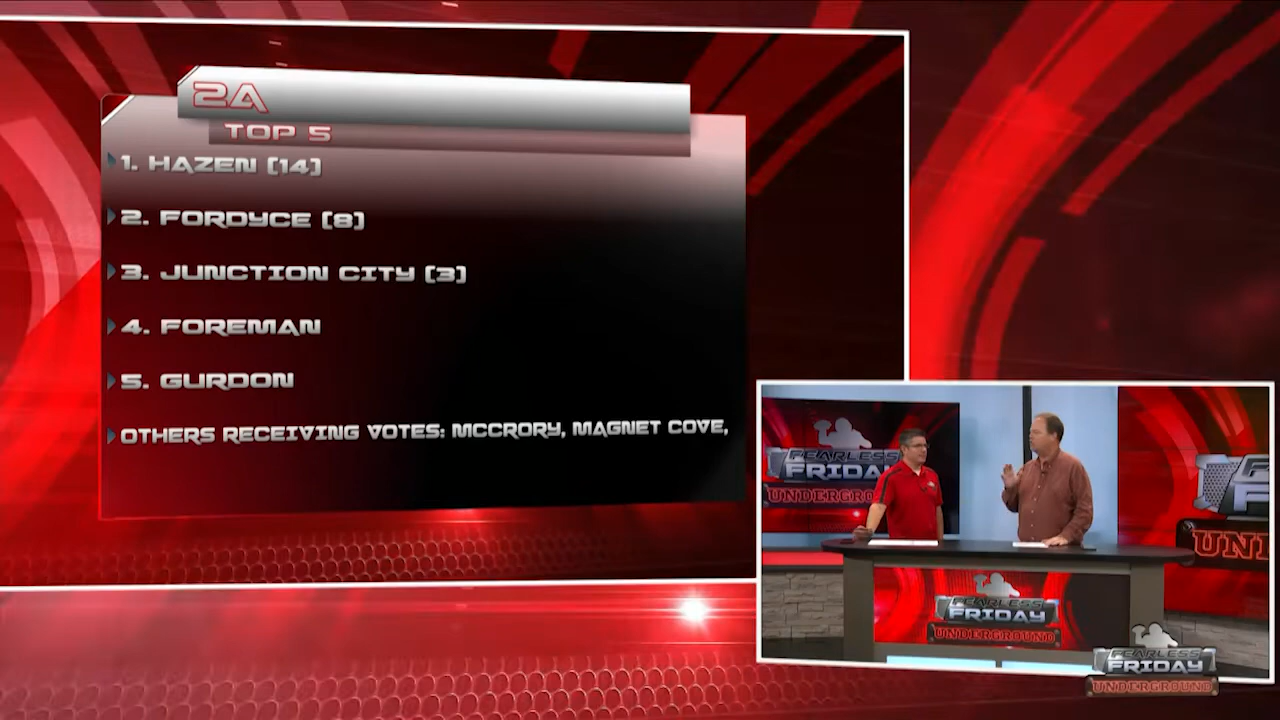 2A
TOP 5
1. HAZEN (14)
2. FORDYCE (8)
3. JUNCTION CITY (3)
4. FOREMAN
5. GURDON
OTHERS RECEIVING VOTES: MCCRORY, MAGNET COVE,
FEARLESS
FRIDAY
UNDERGROUND
F
UND
FEARLESS
FRIDAY
UNDERGROUND
FEARLESS
FRIDAY
UNDERGROUND